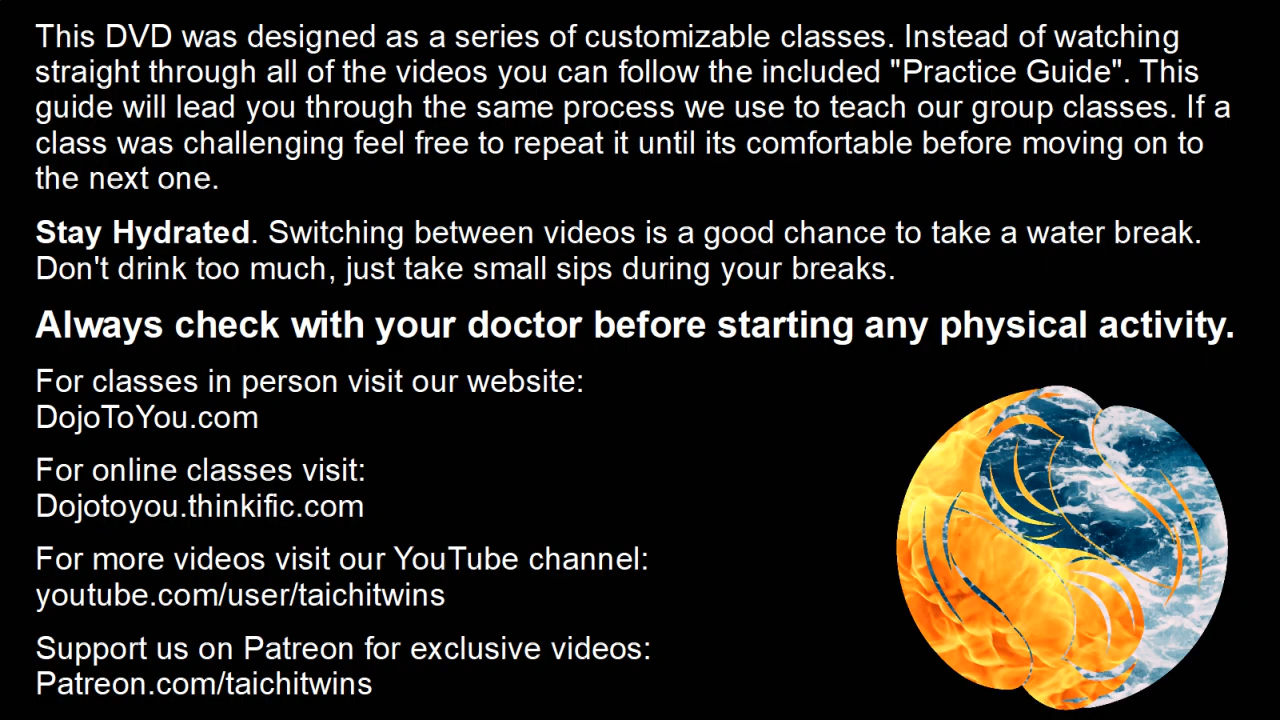 This DVD was designed as a series of customizable classes. Instead of watching
straight through all of the videos you can follow the included "Practice Guide". This
guide will lead you through the same process we use to teach our group classes. If a
class was challenging feel free to repeat it until its comfortable before moving on to
the next one.
Stay Hydrated. Switching between videos is a good chance to take a water break.
Don't drink too much, just take small sips during your breaks.
Always check with your doctor before starting any physical activity.
For classes in person visit our website:
DojoToYou.com
For online classes visit:
Dojotoyou.thinkific.com
For more videos visit our YouTube channel:
youtube.com/user/taichitwins
Support us on Patreon for exclusive videos:
Patreon.com/taichitwins